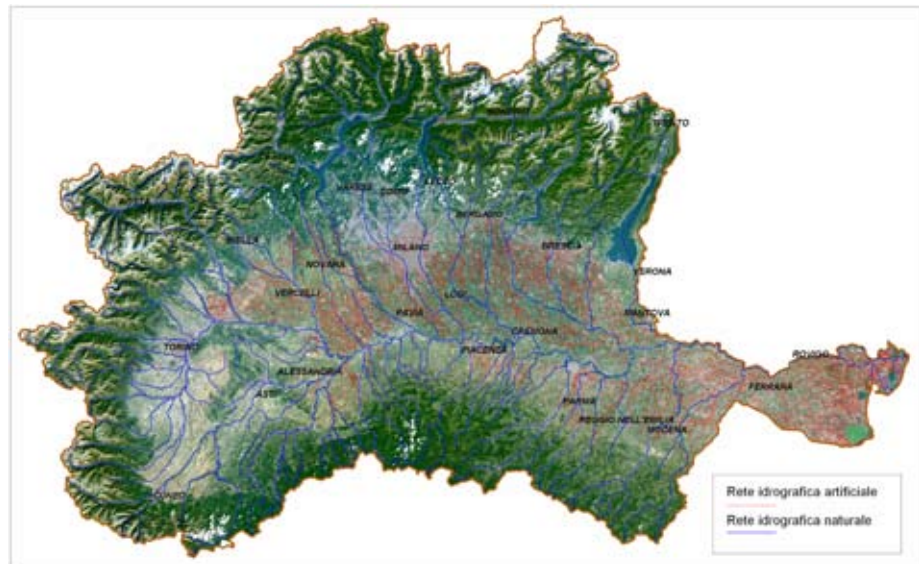 TRENTO
LECCO
VARESE
COMO
BERGAMO
BIELLA
MILANO
BRESCIA
NOVARA
VERONA
VERCELLI
LODI
PAVIA
MANTOVA
CREMONA
TORINO
PIACENZA
ROVIGO
ALESSANDRIA
FERRARA
ASTI
PARMA
REGGIO NELL'EMILIA
MODENA
CUNEO
Rete idrografica artificiale
Rete idrografica naturale